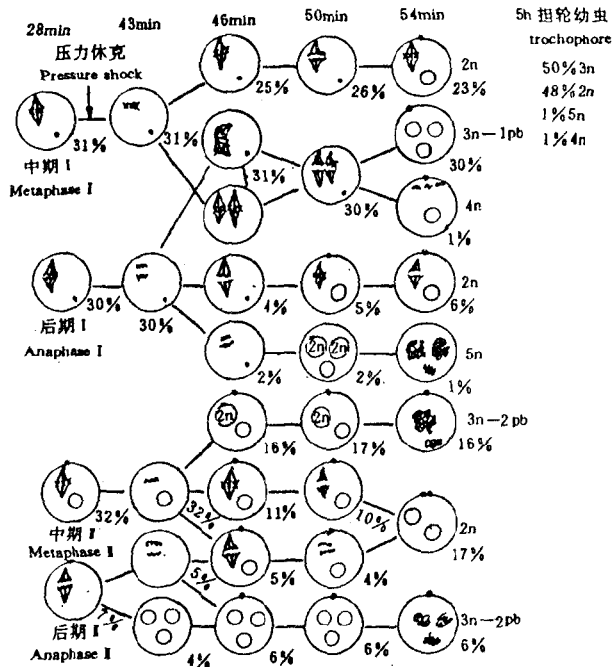 28min 43min 46min 50min 54min 5h 担轮幼虫
trochophore
压力休克
Pressure shock
25% 26% 23% 2n
50%3n
48%2n
1%5n
1%4n
31% 31%
中期 I
Metaphase I
31% 30% 30% 3n—1pb
4n
1%
30% 30% 4% 5% 6% 2n
后期 I
Anaphase I
2n 2n
2% 2% 1% 5n
2n 2n
16% 17% 16% 3n—2pb
32% 32% 11% 10%
中期 II
Metaphase II
2n
17%
5% 5% 4%
7%
后期 II
Anaphase II
4% 6% 6% 6% 3n—2pb